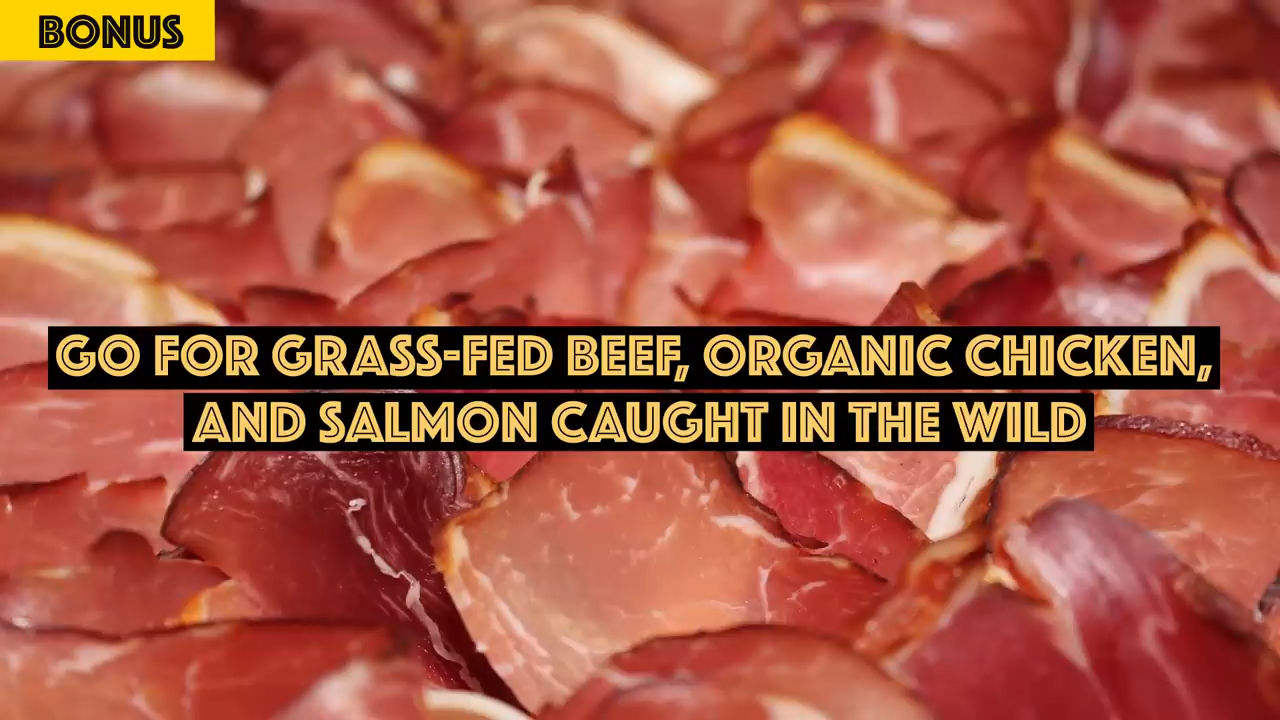 BONUS
GO FOR GRASS-FED BEEF, ORGANIC CHICKEN,
AND SALMON CAUGHT IN THE WILD